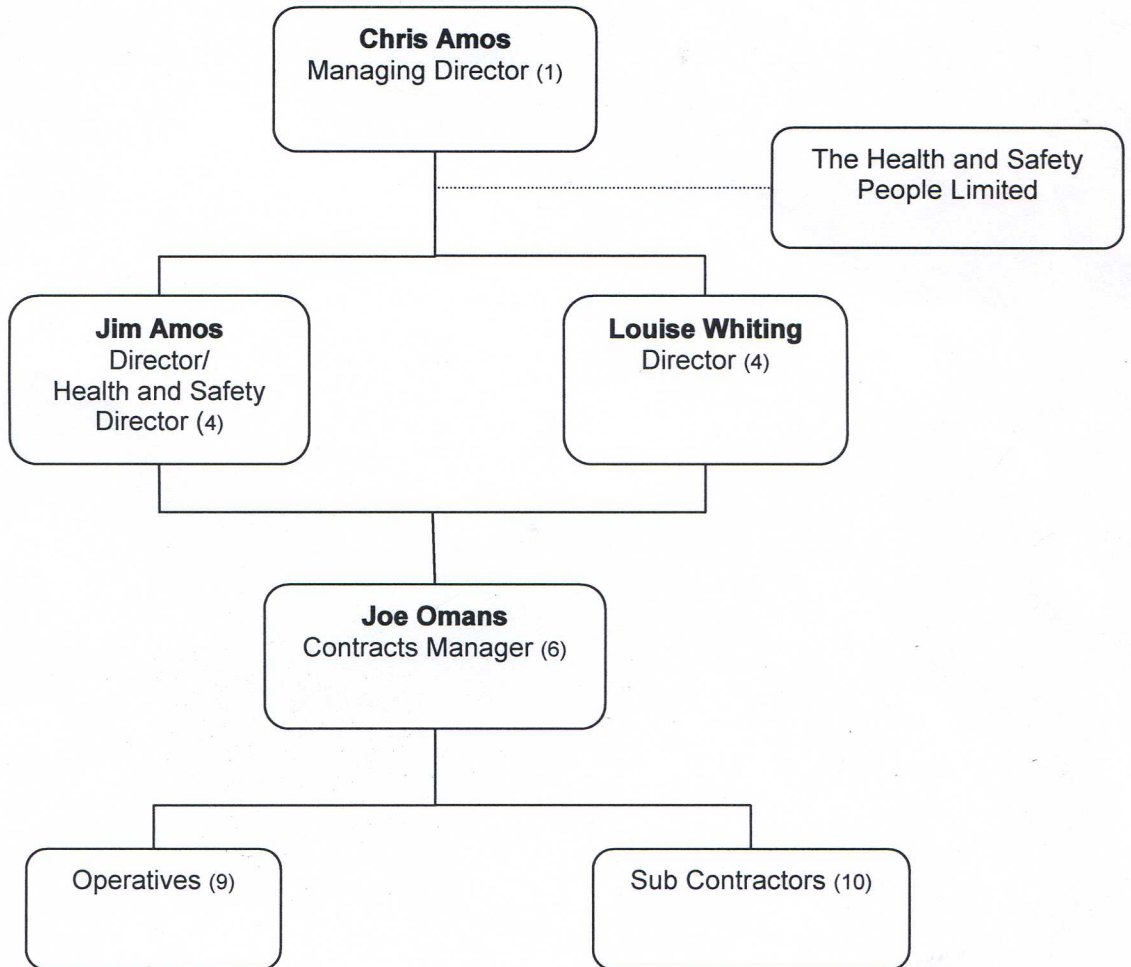 Chris Amos
Managing Director (1)
The Health and Safety
People Limited
Jim Amos
Director/
Health and Safety
Director (4)
Louise Whiting
Director (4)
Joe Omans
Contracts Manager (6)
Operatives (9)
Sub Contractors (10)